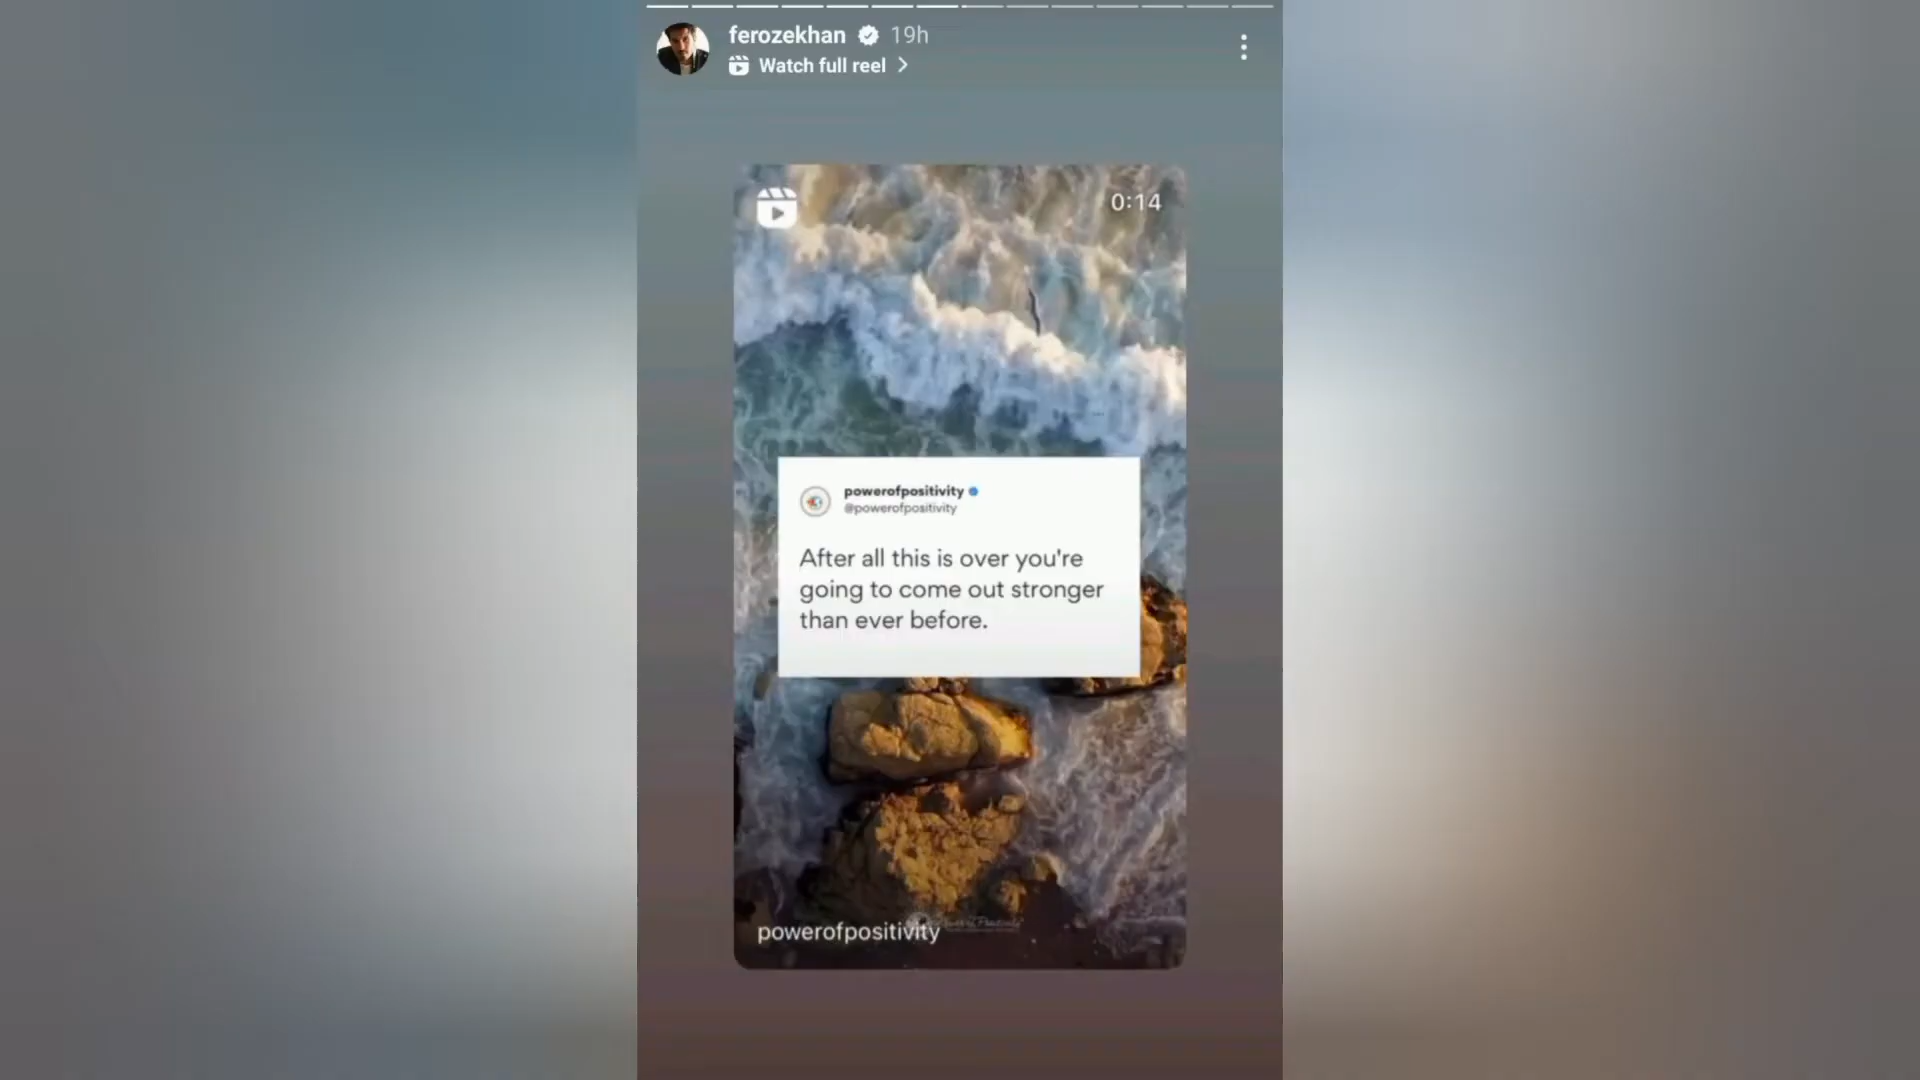 ferozekhan 19h
Watch full reel
0:14
powerofpositivity
@powerofpositivity
After all this is over you're
going to come out stronger
than ever before.
powerofpositivity